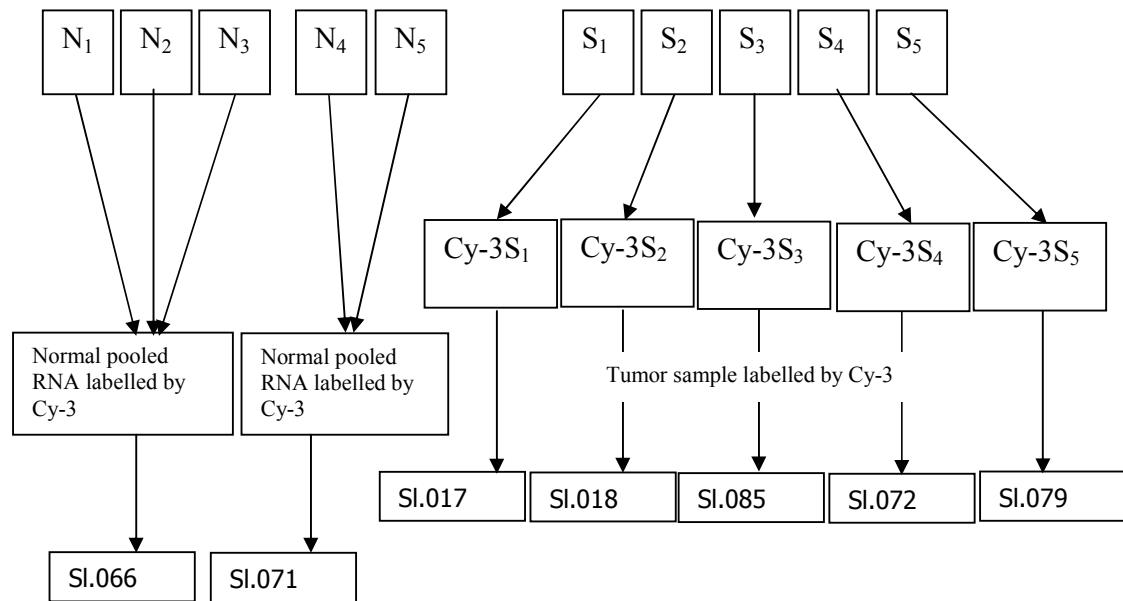 N₁ N₂ N₃ N₄ N₅ S₁ S₂ S₃ S₄ S₅
Cy-3S₁ Cy-3S₂ Cy-3S₃ Cy-3S₄ Cy-3S₅
Normal pooled
RNA labelled by
Cy-3
Normal pooled
RNA labelled by
Cy-3
Tumor sample labelled by Cy-3
Sl.017 Sl.018 Sl.085 Sl.072 Sl.079
Sl.066 Sl.071